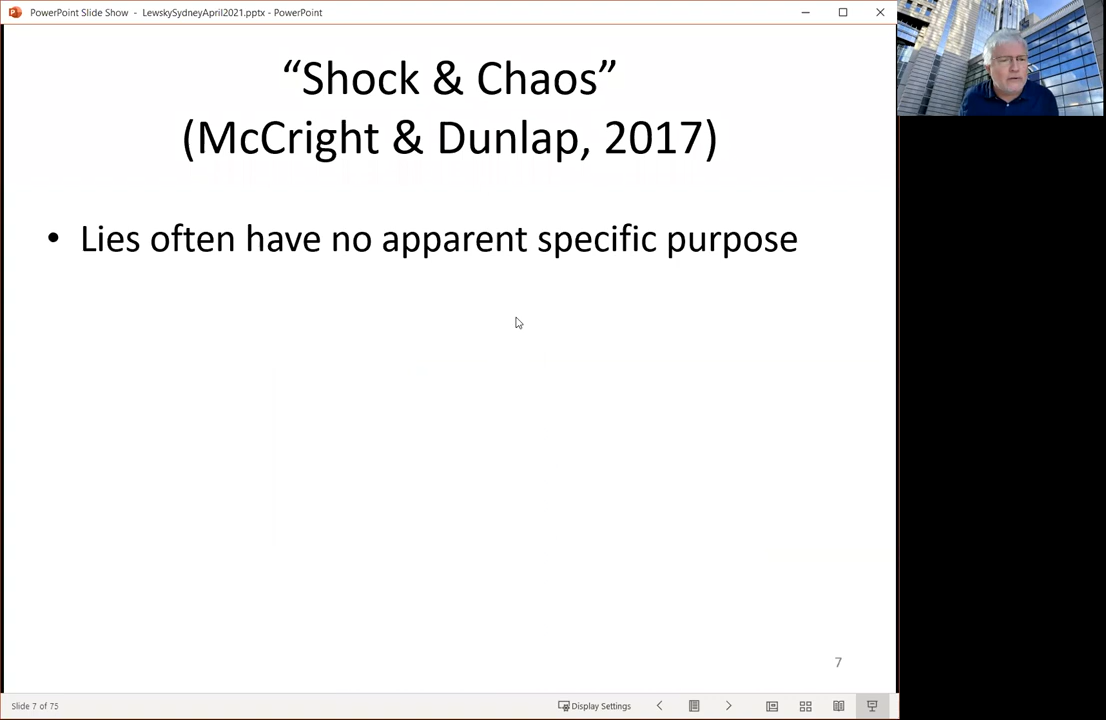 PowerPoint Slide Show - LewskySydneyApril2021.pptx - PowerPoint
“Shock & Chaos”
(McCright & Dunlap, 2017)
• Lies often have no apparent specific purpose
7
Slide 7 of 75
Display Settings